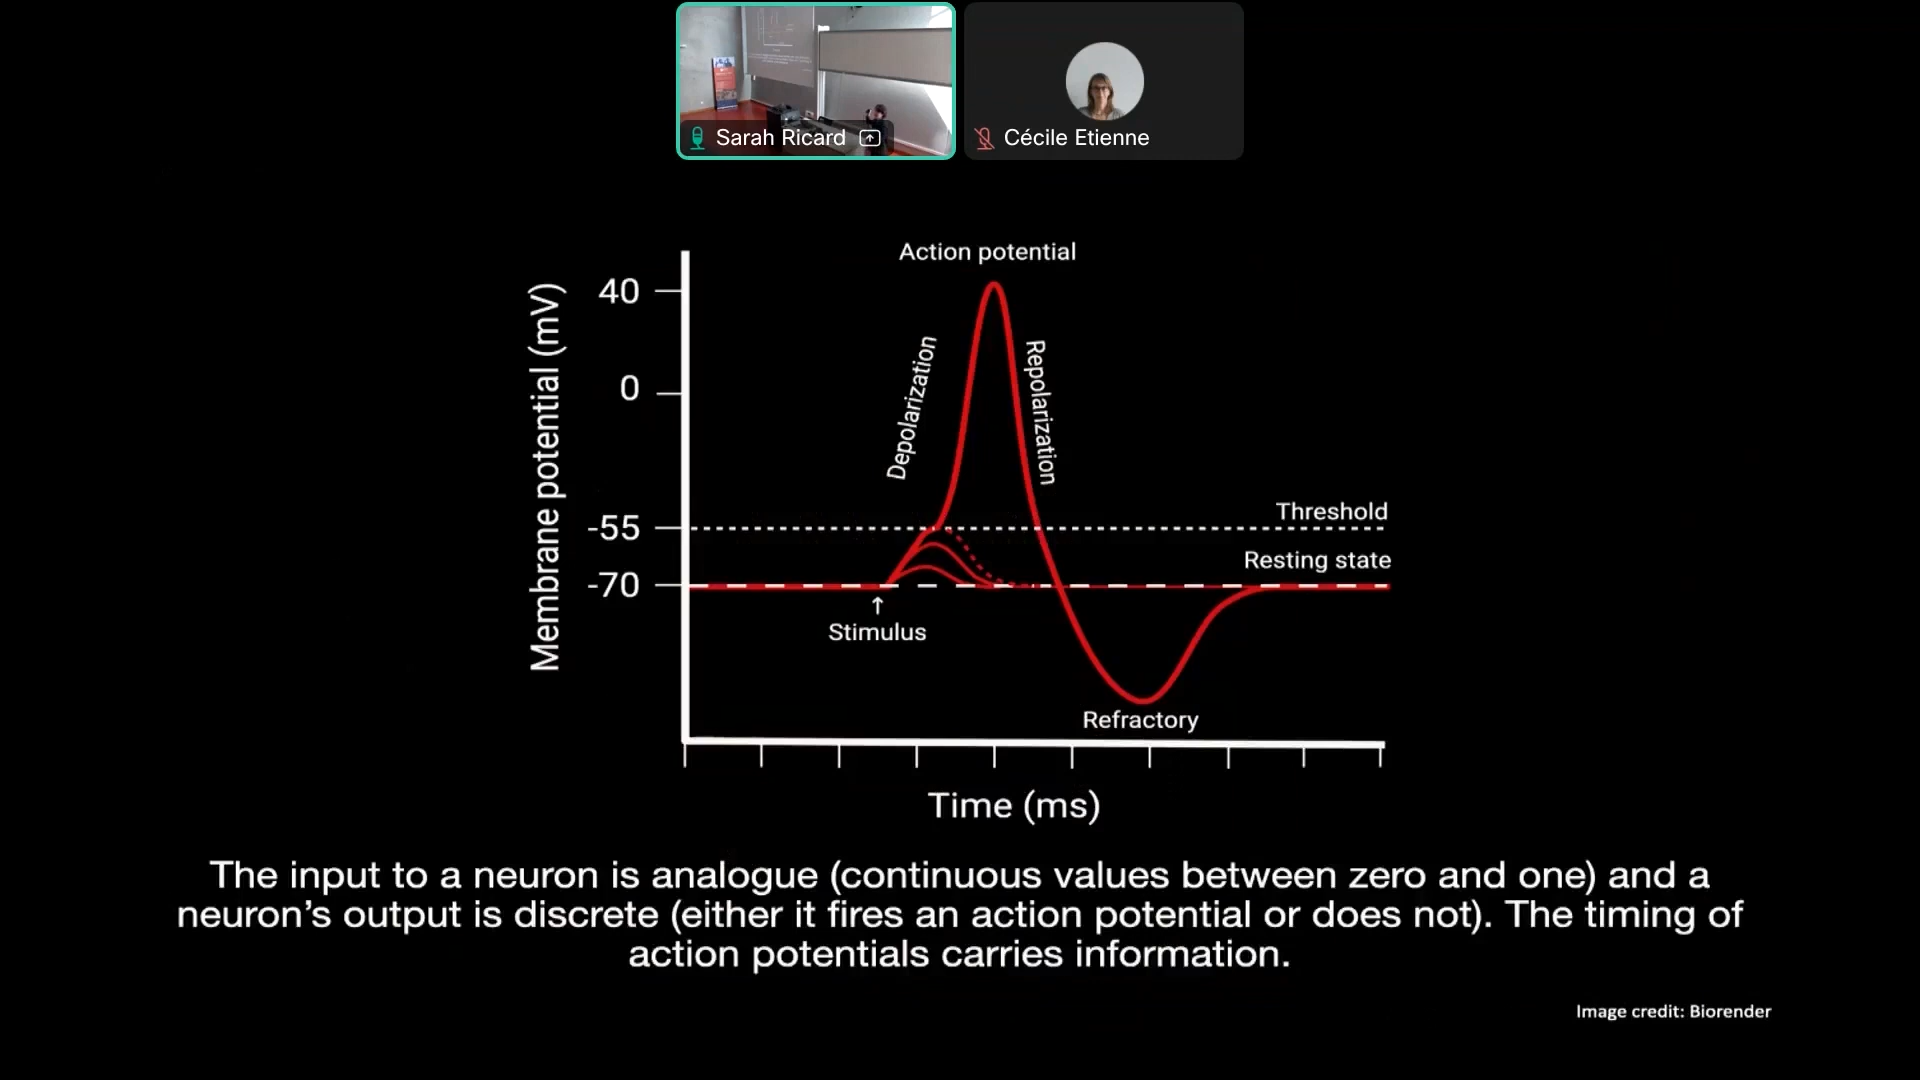 Sarah Ricard
Cécile Etienne
Action potential
40
0
-55
-70
Membrane potential (mV)
Depolarization
Repolarization
Threshold
Resting state
Stimulus
Refractory
Time (ms)
The input to a neuron is analogue (continuous values between zero and one) and a
neuron’s output is discrete (either it fires an action potential or does not). The timing of
action potentials carries information.
Image credit: Biorender